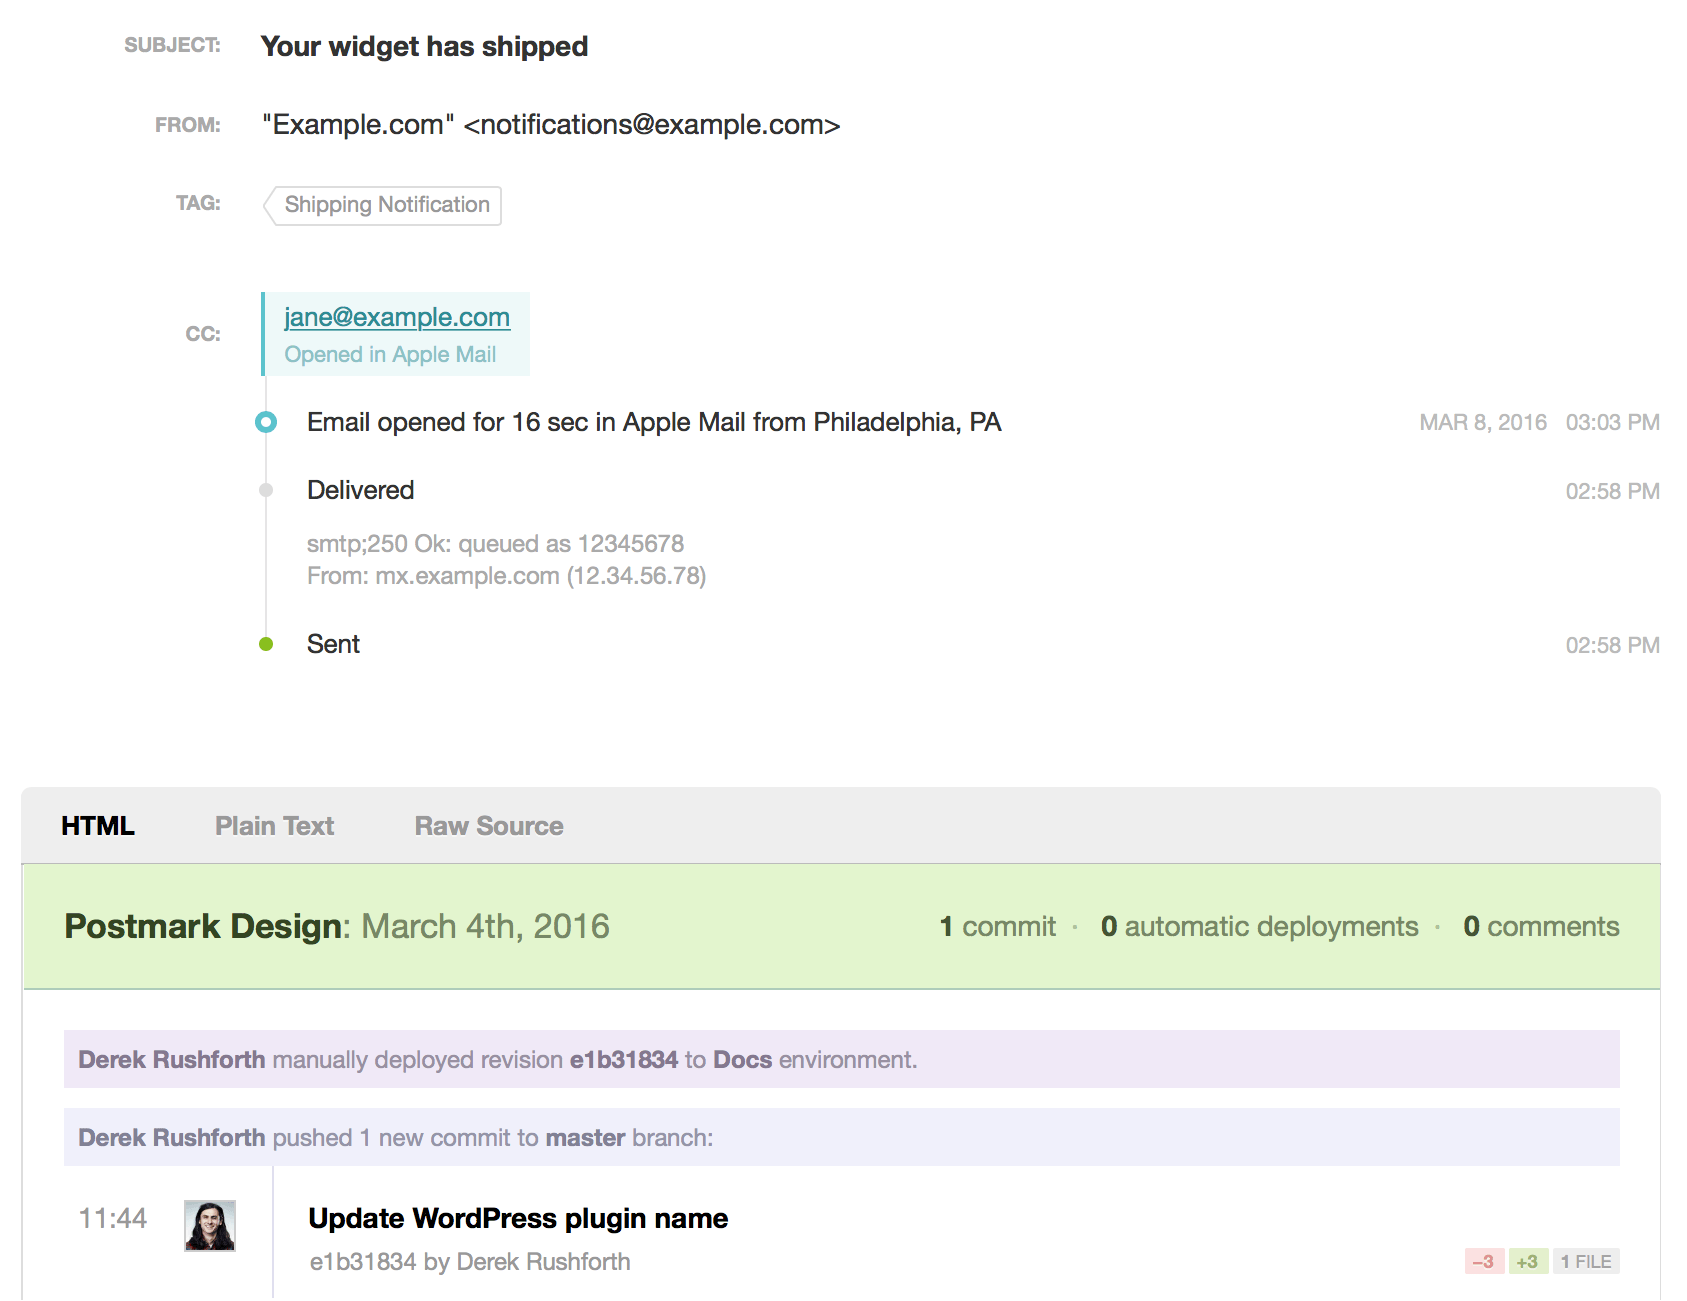 SUBJECT: Your widget has shipped
FROM: "Example.com" <notifications@example.com>
TAG: Shipping Notification
CC: jane@example.com
Opened in Apple Mail
Email opened for 16 sec in Apple Mail from Philadelphia, PA MAR 8, 2016 03:03 PM
Delivered 02:58 PM
smtp;250 Ok: queued as 12345678
From: mx.example.com (12.34.56.78)
Sent 02:58 PM
HTML Plain Text Raw Source
Postmark Design: March 4th, 2016 1 commit · 0 automatic deployments · 0 comments
Derek Rushforth manually deployed revision e1b31834 to Docs environment.
Derek Rushforth pushed 1 new commit to master branch:
11:44 Update WordPress plugin name
e1b31834 by Derek Rushforth −3 +3 1 FILE